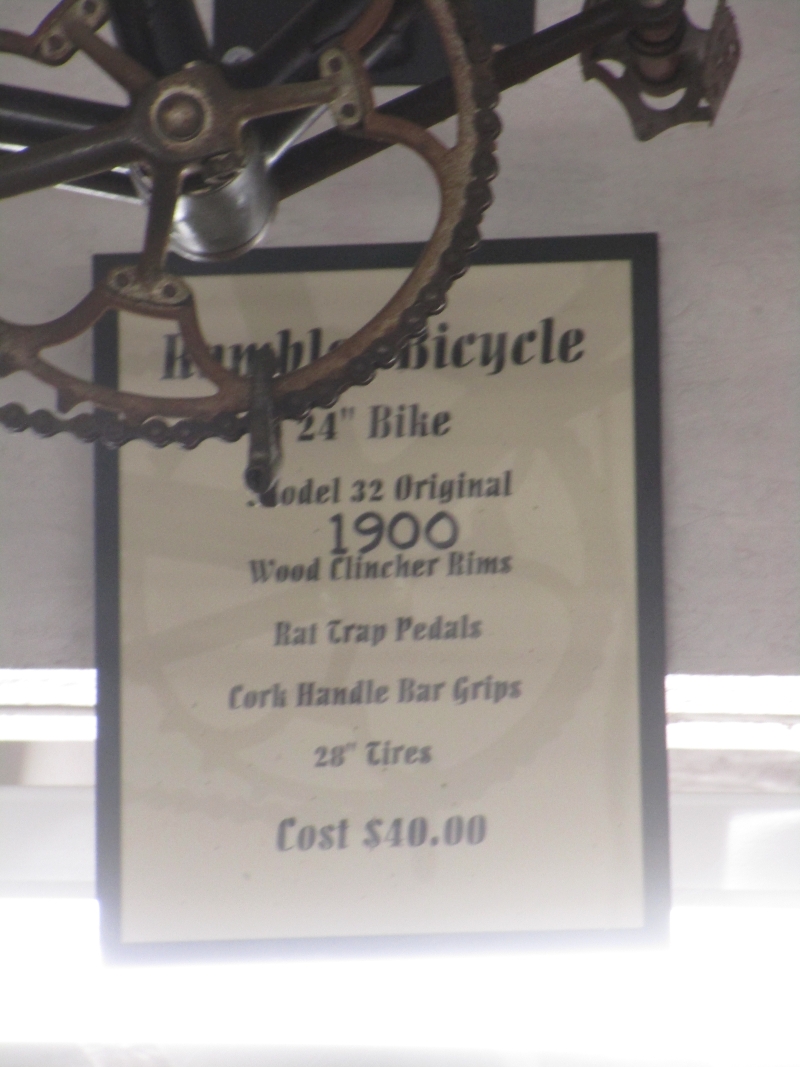 Rambler Bicycle
24" Bike
Model 32 Original
1900
Wood Clincher Rims
Rat Trap Pedals
Cork Handle Bar Grips
28" Tires
Cost $40.00